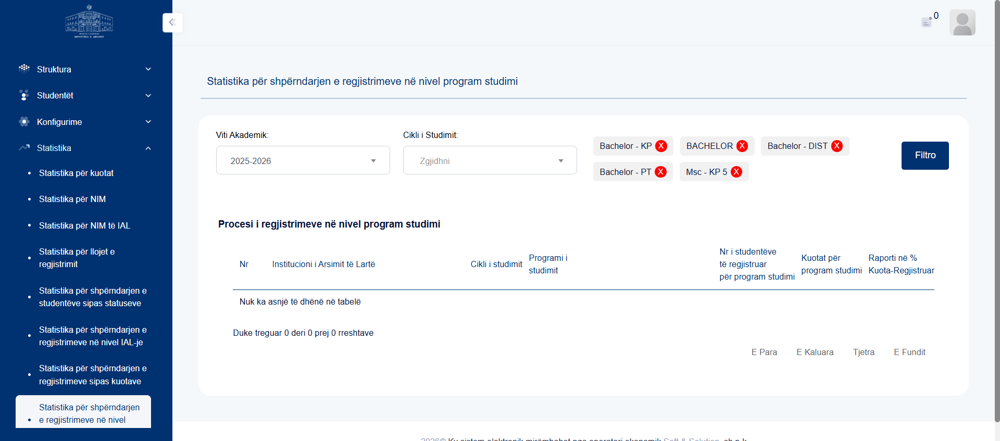 MINISTRIA E ARSIMIT
0
Struktura
Studentët
Konfigurime
Statistika
Statistika për kuotat
Statistika për NIM
Statistika për NIM të IAL
Statistika për llojet e
regjistrimit
Statistika për shpërndarjen e
studentëve sipas statuseve
Statistika për shpërndarjen e
regjistrimeve në nivel IAL-je
Statistika për shpërndarjen e
regjistrimeve sipas kuotave
Statistika për shpërndarjen
e regjistrimeve në nivel
Statistika për shpërndarjen e regjistrimeve në nivel program studimi
Viti Akademik:
2025-2026
Cikli i Studimit:
Zgjidhni
Bachelor - KP X BACHELOR X Bachelor - DIST X
Bachelor - PT X Msc - KP 5 X
Filtro
Procesi i regjistrimeve në nivel program studimi
Nr
Institucioni i Arsimit të Lartë
Cikli i studimit
Programi i
studimit
Nr i studentëve
të regjistruar
për program studimi
Kuotat për
program studimi
Raporti në %
Kuota-Regjistruar
Nuk ka asnjë të dhënë në tabelë
Duke treguar 0 deri 0 prej 0 rreshtave
E Para E Kaluara Tjetra E Fundit
2026© Ky sistem elektronik mirëmbahet nga operatori ekonomik Soft & Solution, sh.p.k